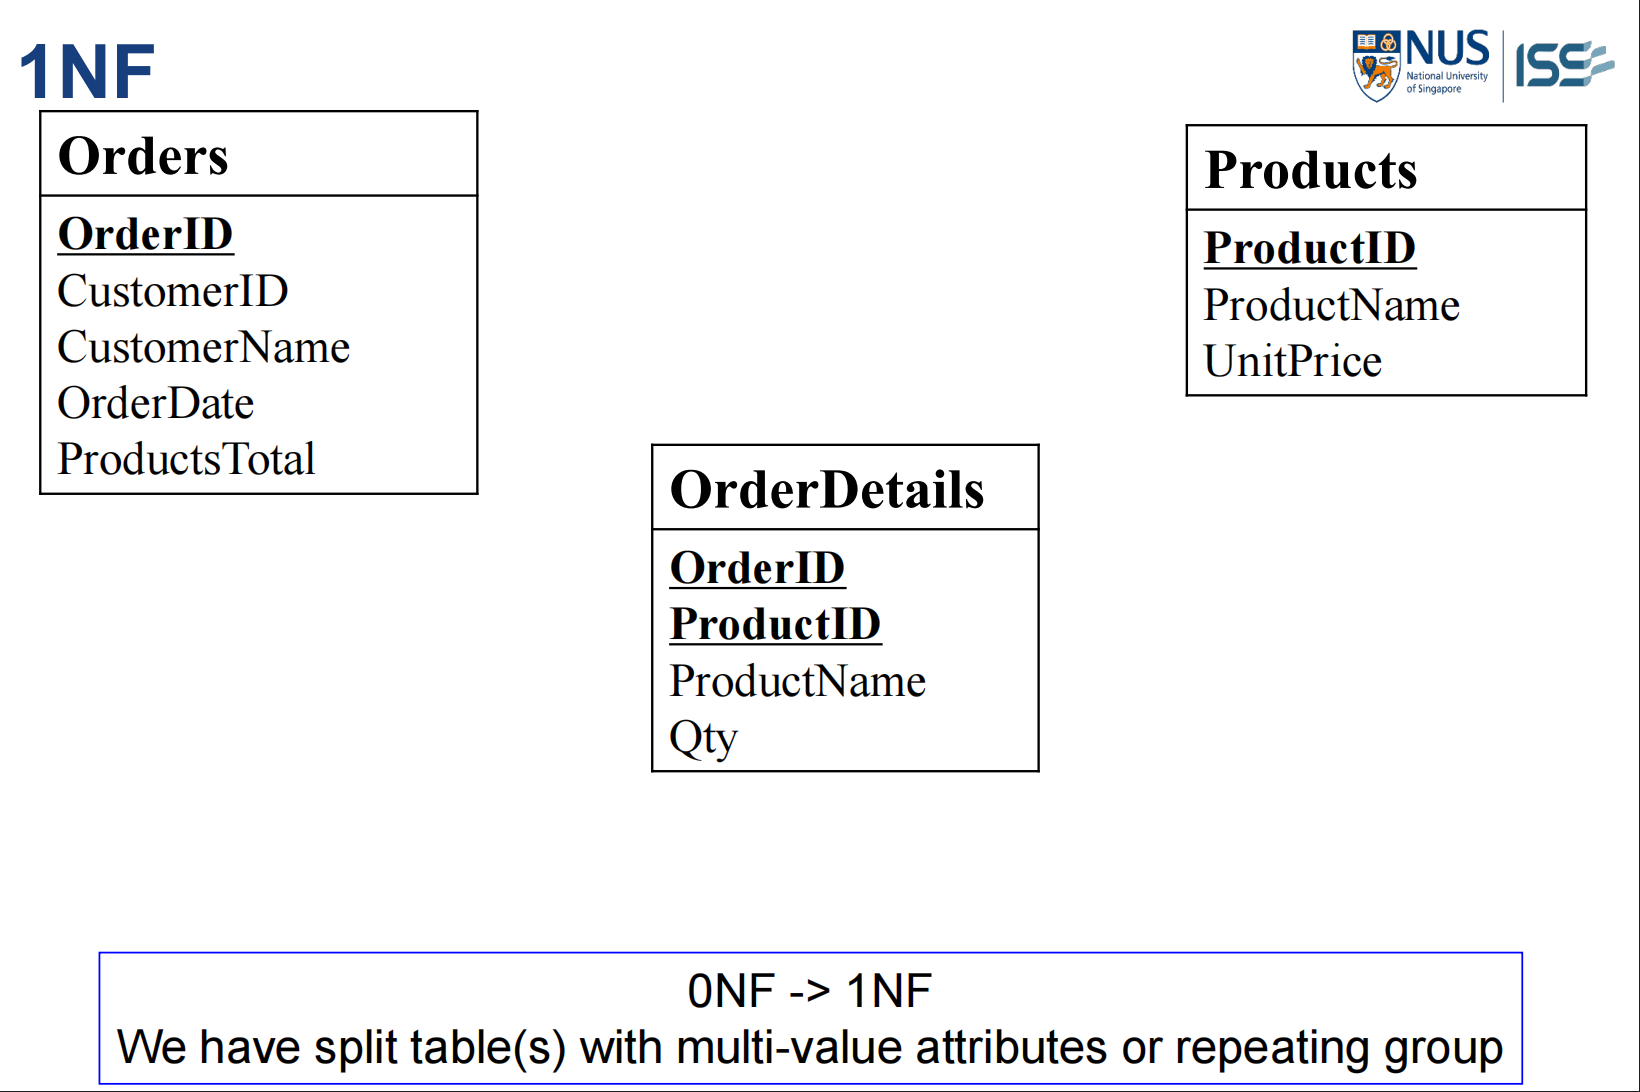 1NF
NUS
National University
of Singapore
ISS
Orders
OrderID
CustomerID
CustomerName
OrderDate
ProductsTotal
Products
ProductID
ProductName
UnitPrice
OrderDetails
OrderID
ProductID
ProductName
Qty
0NF -> 1NF
We have split table(s) with multi-value attributes or repeating group